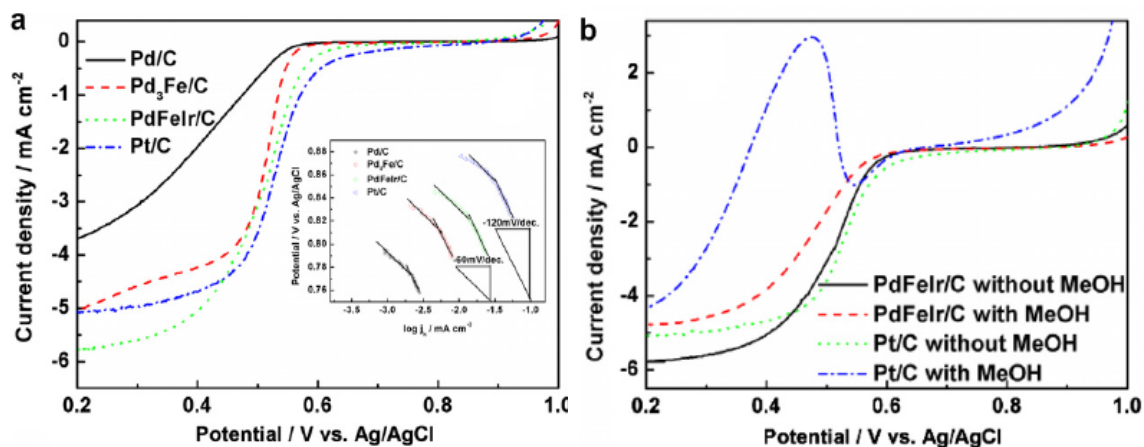 a
0
-1
-2
-3
-4
-5
-6
Current density / mA cm-2
Pd/C
Pd3Fe/C
PdFeIr/C
Pt/C
0.88
0.86
0.84
0.82
0.80
0.78
0.76
Potential / V vs. Ag/AgCl
Pd/C
Pd3Fe/C
PdFeIr/C
Pt/C
-120mV/dec.
-60mV/dec.
-3.5 -3.0 -2.5 -2.0 -1.5 -1.0
log jk / mA cm-2
0.2 0.4 0.6 0.8 1.0
Potential / V vs. Ag/AgCl
b
2
0
-2
-4
-6
Current density / mA cm-2
PdFeIr/C without MeOH
PdFeIr/C with MeOH
Pt/C without MeOH
Pt/C with MeOH
0.2 0.4 0.6 0.8 1.0
Potential / V vs. Ag/AgCl